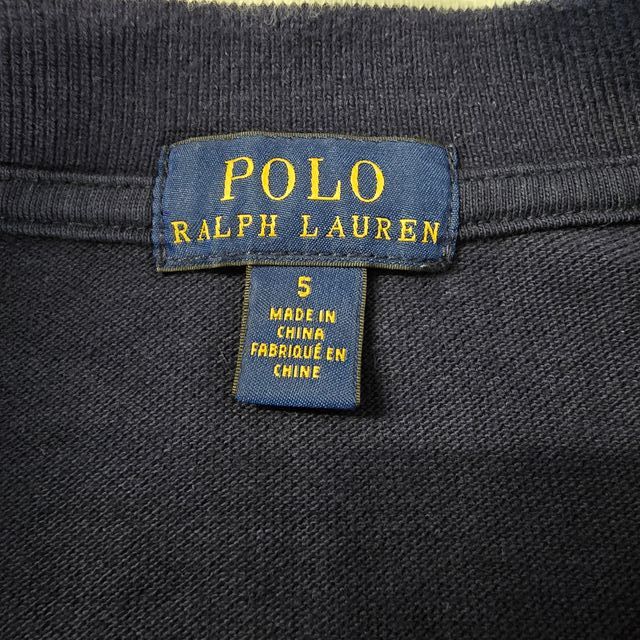 POLO
RALPH LAUREN
5
MADE IN
CHINA
FABRIQUÉ EN
CHINE